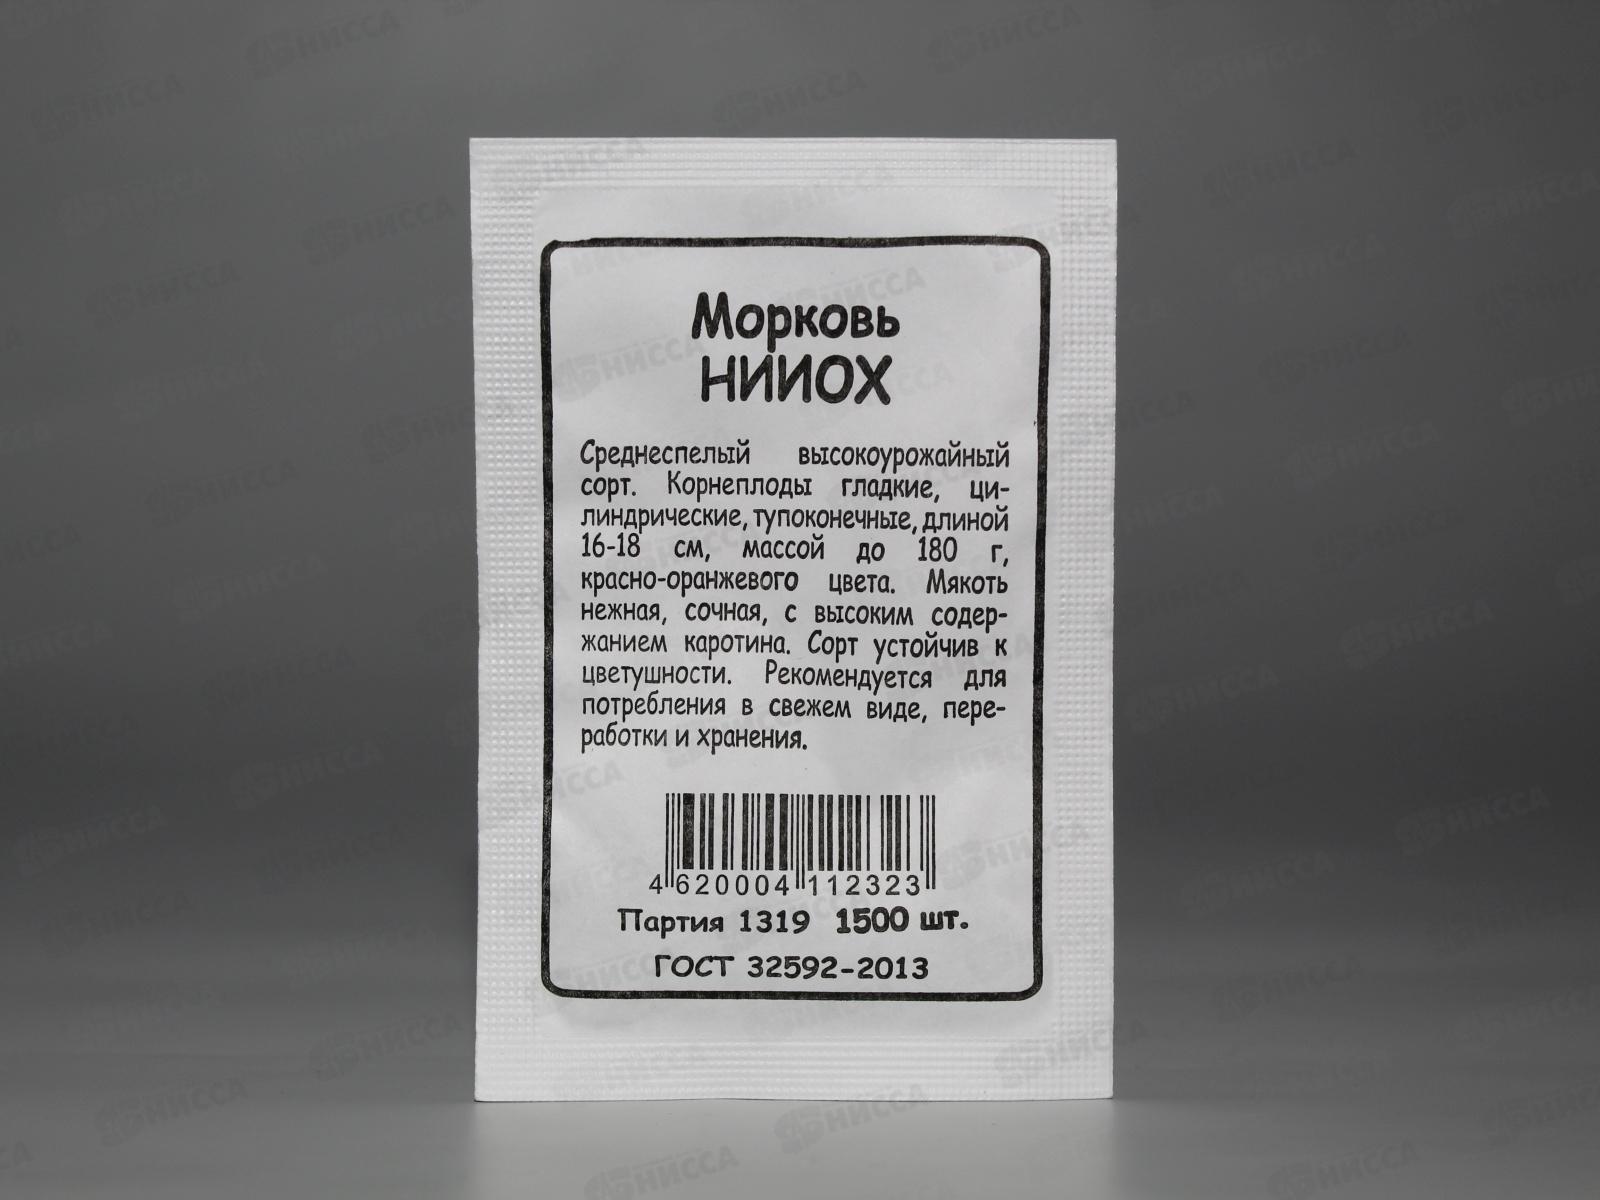 Морковь
НИИОХ
Среднеспелый высокоурожайный
сорт. Корнеплоды гладкие, ци-
линдрические, тупоконечные, длиной
16-18 см, массой до 180 г,
красно-оранжевого цвета. Мякоть
нежная, сочная, с высоким содер-
жанием каротина. Сорт устойчив к
цветушности. Рекомендуется для
потребления в свежем виде, пере-
работки и хранения.
4 620004 112323
Партия 1319 1500 шт.
ГОСТ 32592-2013
НИССА